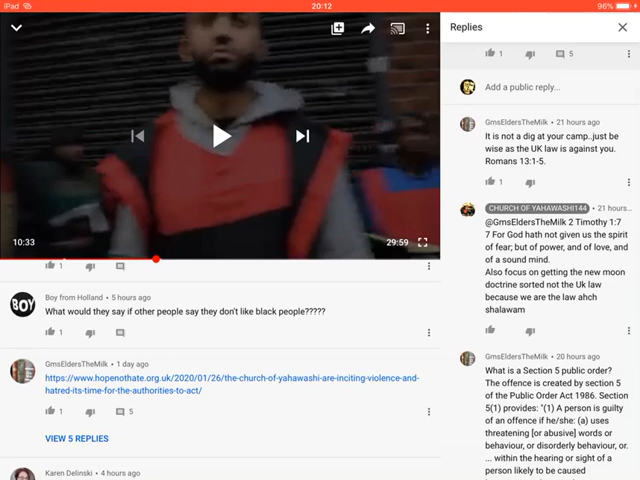 iPad
20:12
96%
10:33
29:59
1
Boy from Holland • 5 hours ago
BOY
What would they say if other people say they don't like black people?????
1
GmsEldersTheMilk • 1 day ago
https://www.hopenothate.org.uk/2020/01/26/the-church-of-yahawashi-are-inciting-violence-and-
hatred-its-time-for-the-authorities-to-act/
1
5
VIEW 5 REPLIES
Karen Delinski • 4 hours ago
Replies
1
5
Add a public reply...
GmsEldersTheMilk • 21 hours ago
It is not a dig at your camp..just be
wise as the UK law is against you.
Romans 13:1-5.
1
CHURCH OF YAHAWASHI144 • 21 hours...
@GmsEldersTheMilk 2 Timothy 1:7
7 For God hath not given us the spirit
of fear; but of power, and of love, and
of a sound mind.
Also focus on getting the new moon
doctrine sorted not the Uk law
because we are the law ahch
shalawam
GmsEldersTheMilk • 20 hours ago
What is a Section 5 public order?
The offence is created by section 5
of the Public Order Act 1986. Section
5(1) provides: "(1) A person is guilty
of an offence if he/she: (a) uses
threatening [or abusive] words or
behaviour, or disorderly behaviour, or.
... within the hearing or sight of a
person likely to be caused